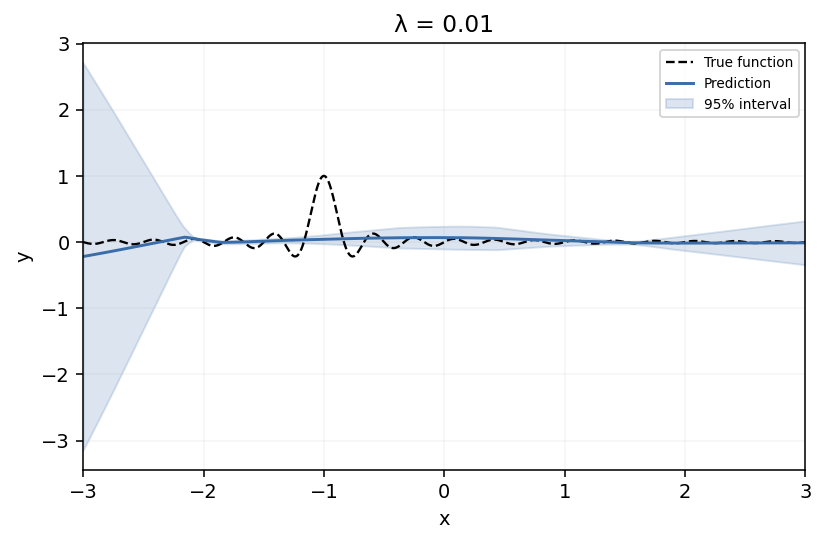 λ = 0.01
True function
Prediction
95% interval
3
2
1
0
−1
−2
−3
y
−3 −2 −1 0 1 2 3
x